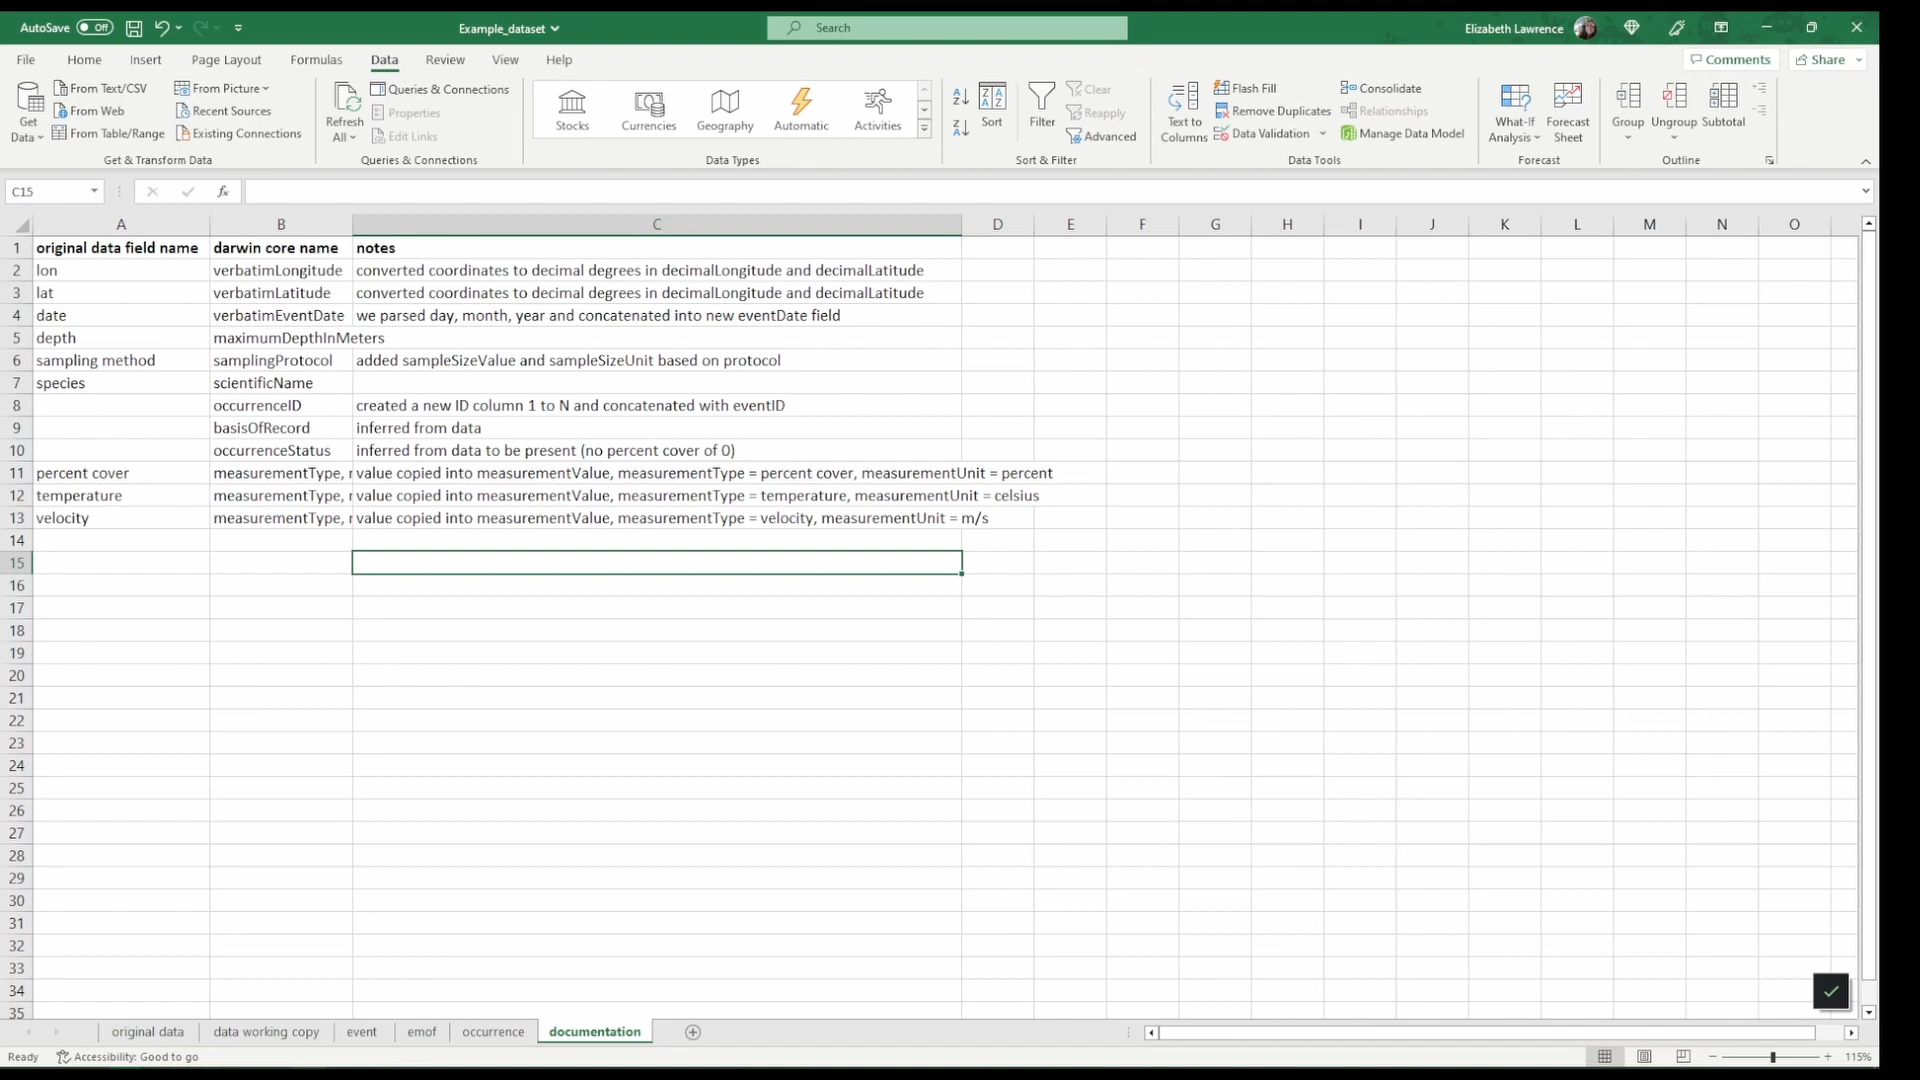 AutoSave Off Example_dataset Search Elizabeth Lawrence
File Home Insert Page Layout Formulas Data Review View Help Comments Share
Get Data From Text/CSV From Web From Table/Range From Picture Recent Sources Existing Connections
Refresh All Queries & Connections Properties Edit Links
Stocks Currencies Geography Automatic Activities
Sort Filter Clear Reapply Advanced
Text to Columns Flash Fill Remove Duplicates Data Validation Consolidate Relationships Manage Data Model
What-If Analysis Forecast Sheet Group Ungroup Subtotal
Get & Transform Data Queries & Connections Data Types Sort & Filter Data Tools Forecast Outline
C15 fx
A B C D E F G H I J K L M N O
1 original data field name darwin core name notes
2 lon verbatimLongitude converted coordinates to decimal degrees in decimalLongitude and decimalLatitude
3 lat verbatimLatitude converted coordinates to decimal degrees in decimalLongitude and decimalLatitude
4 date verbatimEventDate we parsed day, month, year and concatenated into new eventDate field
5 depth maximumDepthInMeters
6 sampling method samplingProtocol added sampleSizeValue and sampleSizeUnit based on protocol
7 species scientificName
8 occurrenceID created a new ID column 1 to N and concatenated with eventID
9 basisOfRecord inferred from data
10 occurrenceStatus inferred from data to be present (no percent cover of 0)
11 percent cover measurementType, value copied into measurementValue, measurementType = percent cover, measurementUnit = percent
12 temperature measurementType, value copied into measurementValue, measurementType = temperature, measurementUnit = celsius
13 velocity measurementType, value copied into measurementValue, measurementType = velocity, measurementUnit = m/s
14
15
16
17
18
19
20
21
22
23
24
25
26
27
28
29
30
31
32
33
34
35
original data data working copy event emof occurrence documentation
Ready Accessibility: Good to go 115%